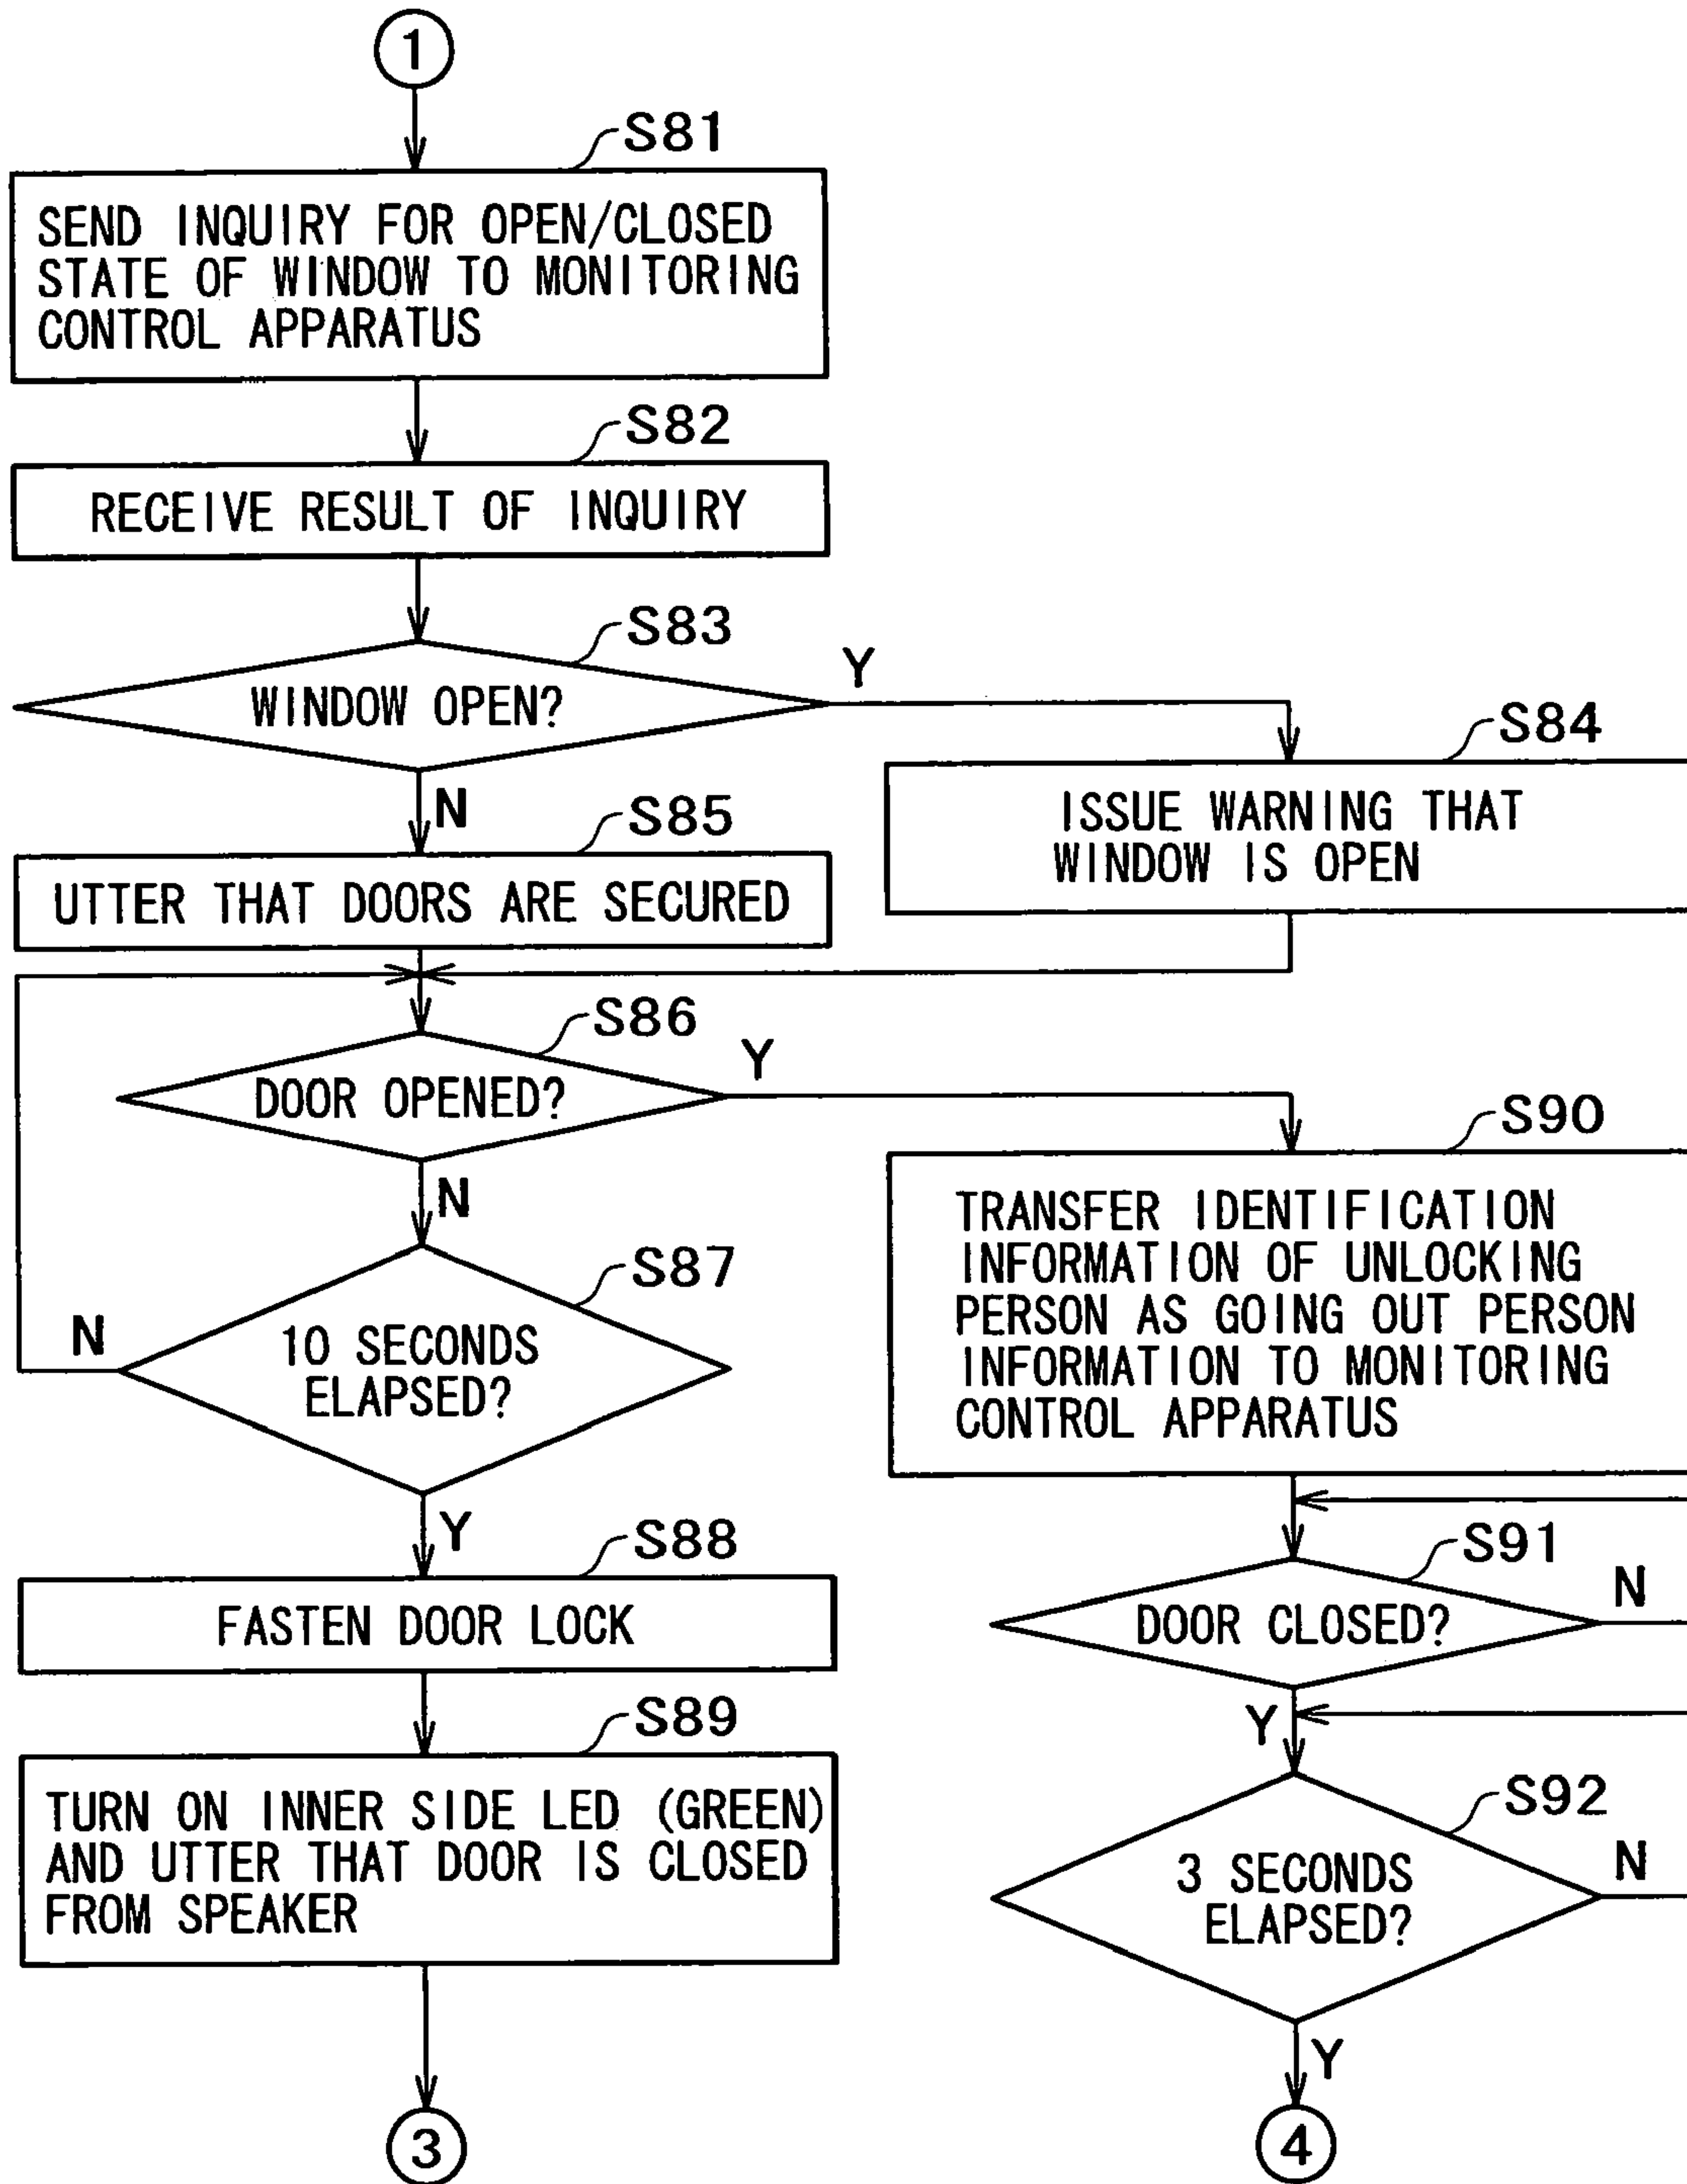 1
S81
SEND INQUIRY FOR OPEN/CLOSED
STATE OF WINDOW TO MONITORING
CONTROL APPARATUS
S82
RECEIVE RESULT OF INQUIRY
S83
WINDOW OPEN?
Y
N
S84
ISSUE WARNING THAT
WINDOW IS OPEN
S85
UTTER THAT DOORS ARE SECURED
S86
DOOR OPENED?
Y
N
S87
10 SECONDS
ELAPSED?
N
Y
S88
FASTEN DOOR LOCK
S89
TURN ON INNER SIDE LED (GREEN)
AND UTTER THAT DOOR IS CLOSED
FROM SPEAKER
3
S90
TRANSFER IDENTIFICATION
INFORMATION OF UNLOCKING
PERSON AS GOING OUT PERSON
INFORMATION TO MONITORING
CONTROL APPARATUS
S91
DOOR CLOSED?
N
Y
S92
3 SECONDS
ELAPSED?
N
Y
4